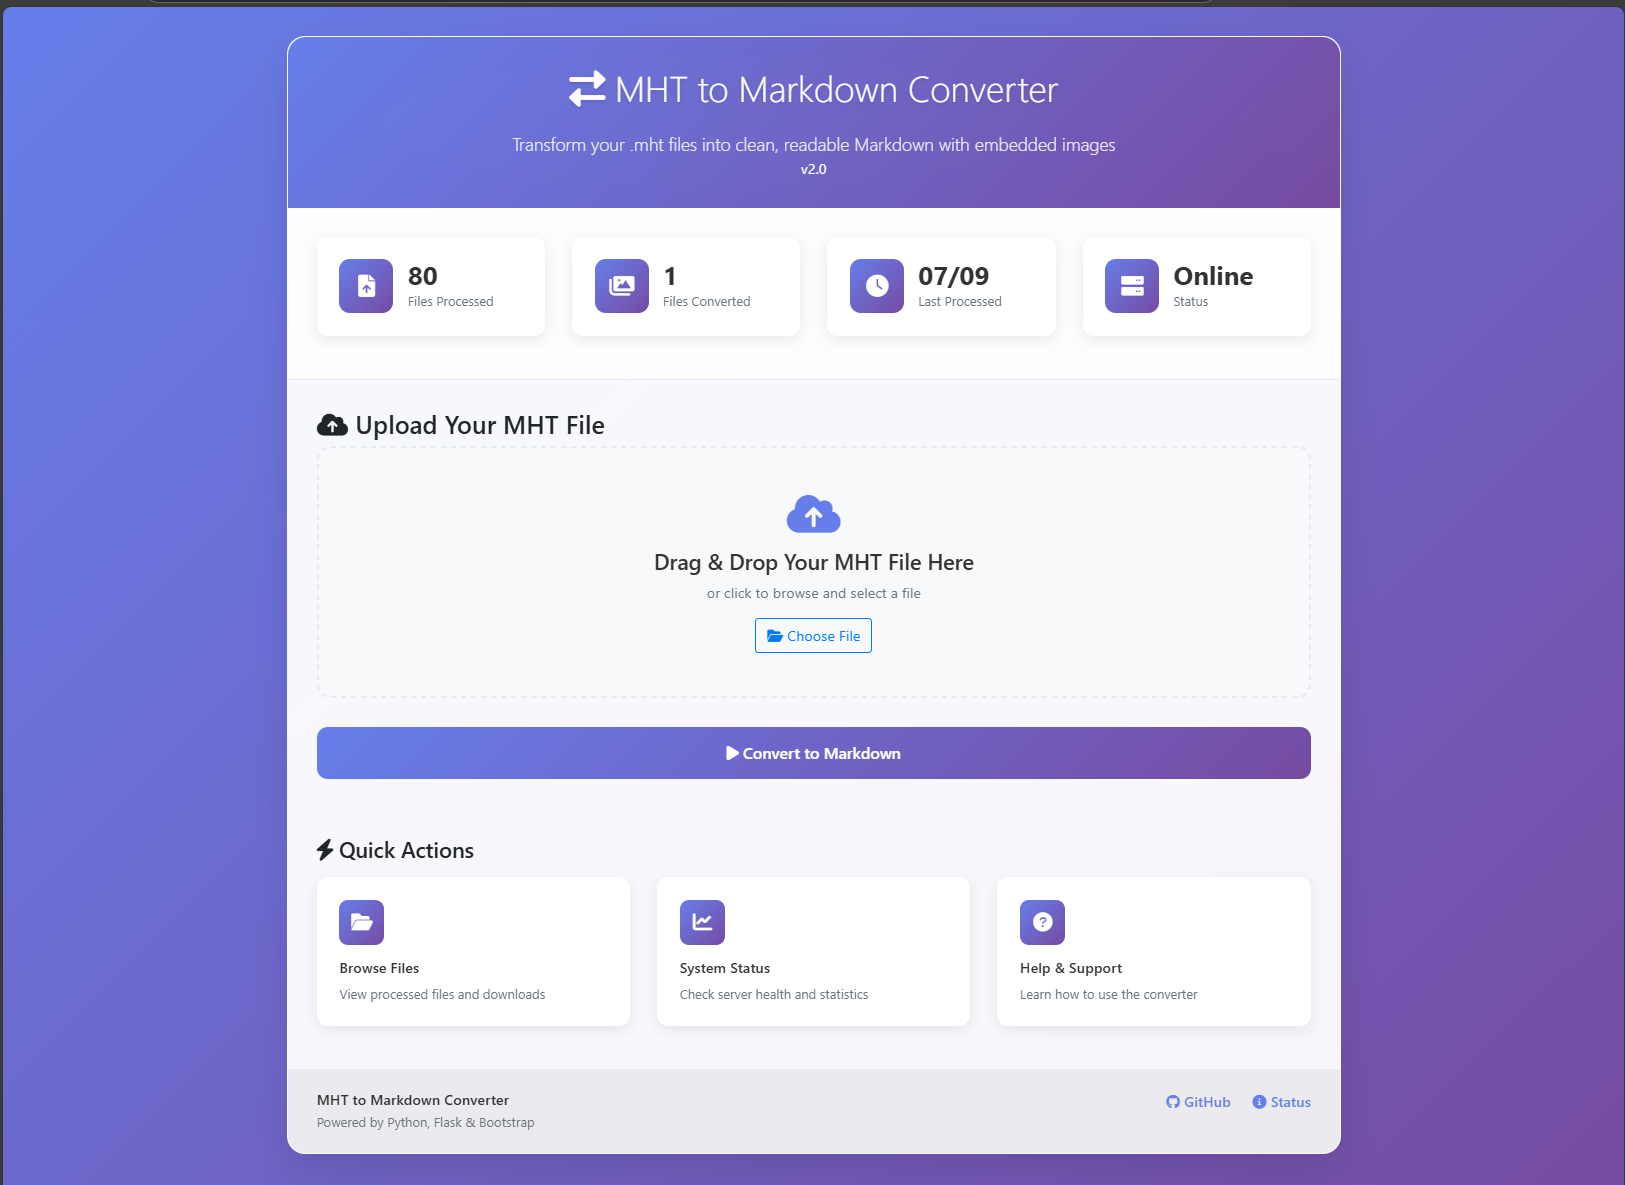 MHT to Markdown Converter
Transform your .mht files into clean, readable Markdown with embedded images
v2.0
80
Files Processed
1
Files Converted
07/09
Last Processed
Online
Status
Upload Your MHT File
Drag & Drop Your MHT File Here
or click to browse and select a file
Choose File
Convert to Markdown
Quick Actions
Browse Files
View processed files and downloads
System Status
Check server health and statistics
Help & Support
Learn how to use the converter
MHT to Markdown Converter
Powered by Python, Flask & Bootstrap
GitHub
Status